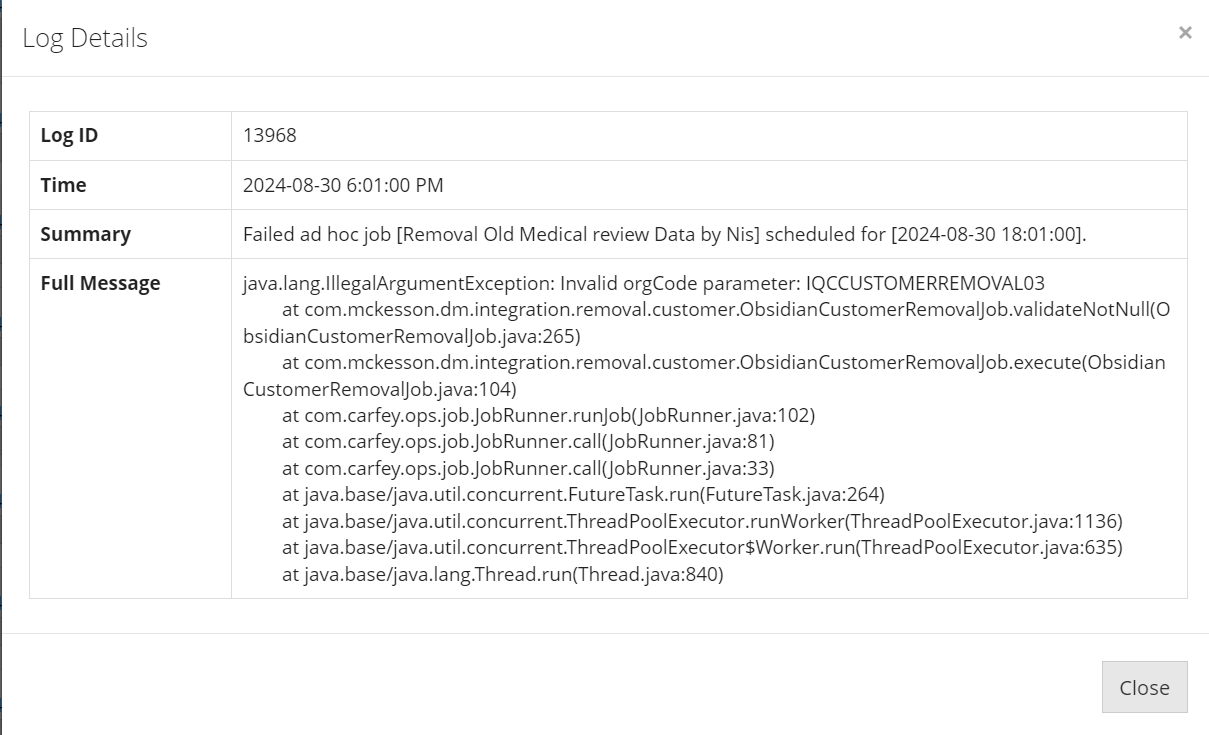 Log Details
×
Log ID 13968
Time 2024-08-30 6:01:00 PM
Summary Failed ad hoc job [Removal Old Medical review Data by Nis] scheduled for [2024-08-30 18:01:00].
Full Message java.lang.IllegalArgumentException: Invalid orgCode parameter: IQCCUSTOMERREMOVAL03
at com.mckesson.dm.integration.removal.customer.ObsidianCustomerRemovalJob.validateNotNull(O
bsidianCustomerRemovalJob.java:265)
at com.mckesson.dm.integration.removal.customer.ObsidianCustomerRemovalJob.execute(Obsidian
CustomerRemovalJob.java:104)
at com.carfey.ops.job.JobRunner.runJob(JobRunner.java:102)
at com.carfey.ops.job.JobRunner.call(JobRunner.java:81)
at com.carfey.ops.job.JobRunner.call(JobRunner.java:33)
at java.base/java.util.concurrent.FutureTask.run(FutureTask.java:264)
at java.base/java.util.concurrent.ThreadPoolExecutor.runWorker(ThreadPoolExecutor.java:1136)
at java.base/java.util.concurrent.ThreadPoolExecutor$Worker.run(ThreadPoolExecutor.java:635)
at java.base/java.lang.Thread.run(Thread.java:840)
Close